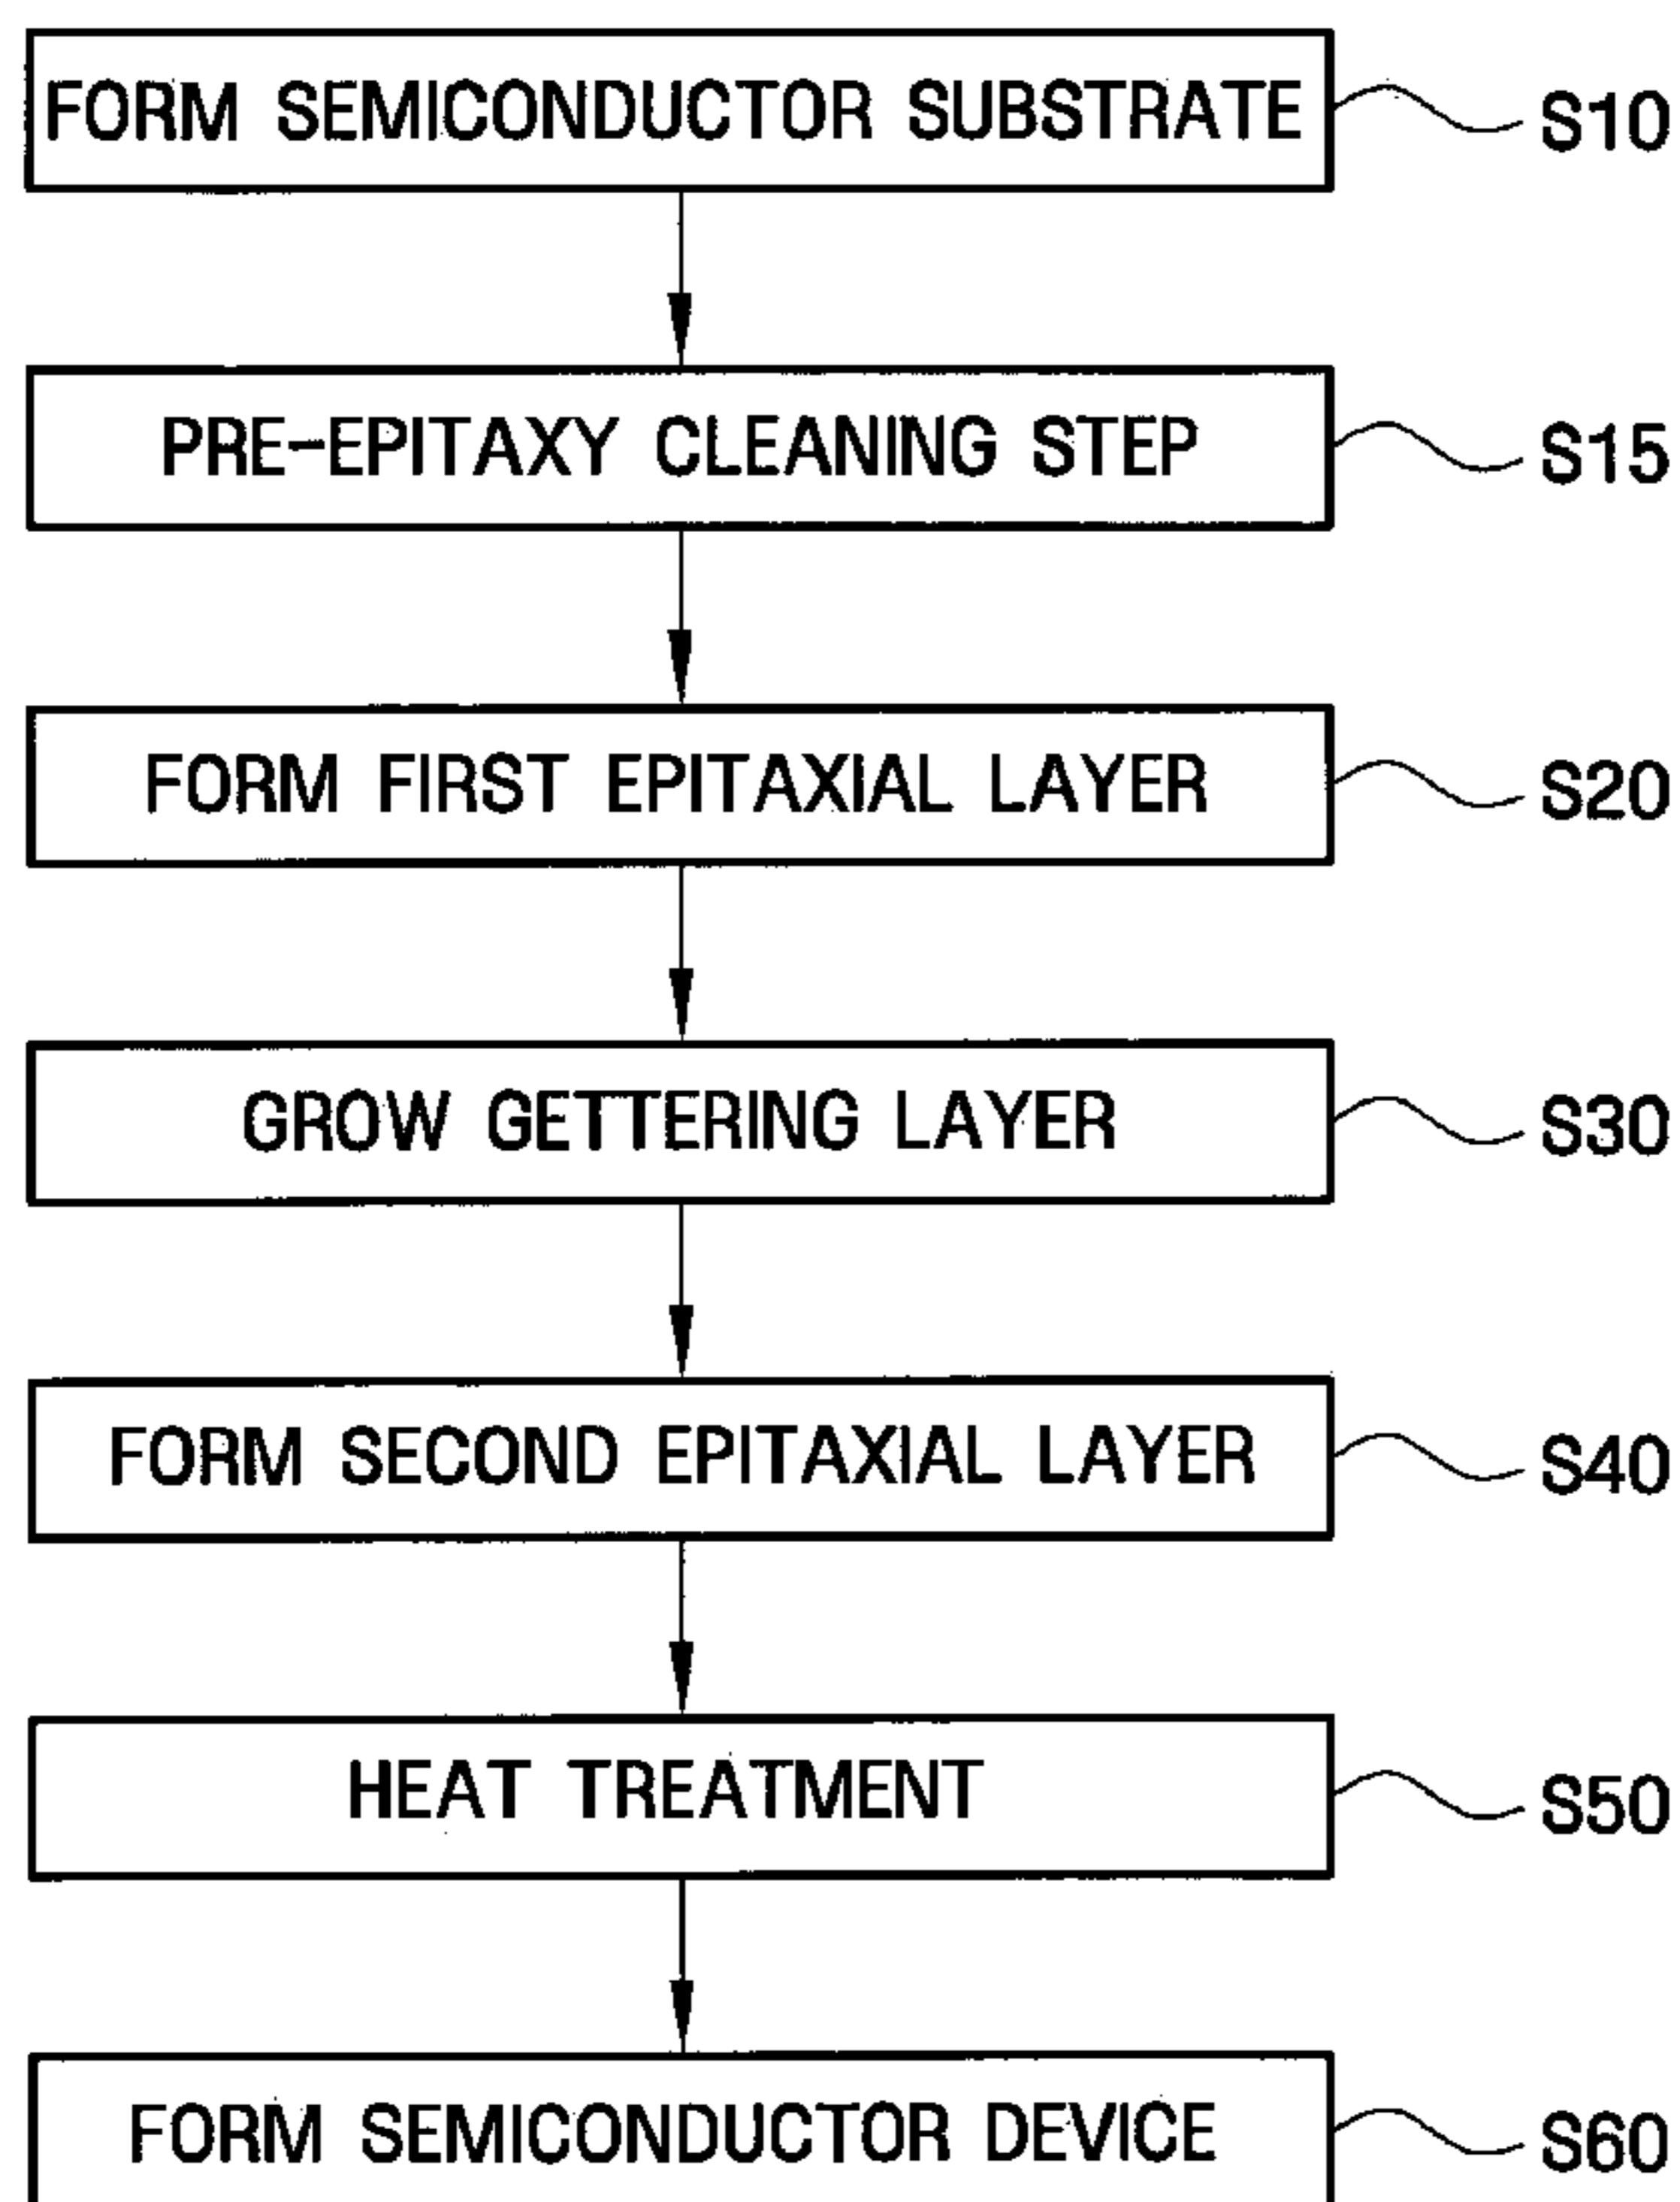 FORM SEMICONDUCTOR SUBSTRATE S10
PRE-EPITAXY CLEANING STEP S15
FORM FIRST EPITAXIAL LAYER S20
GROW GETTERING LAYER S30
FORM SECOND EPITAXIAL LAYER S40
HEAT TREATMENT S50
FORM SEMICONDUCTOR DEVICE S60